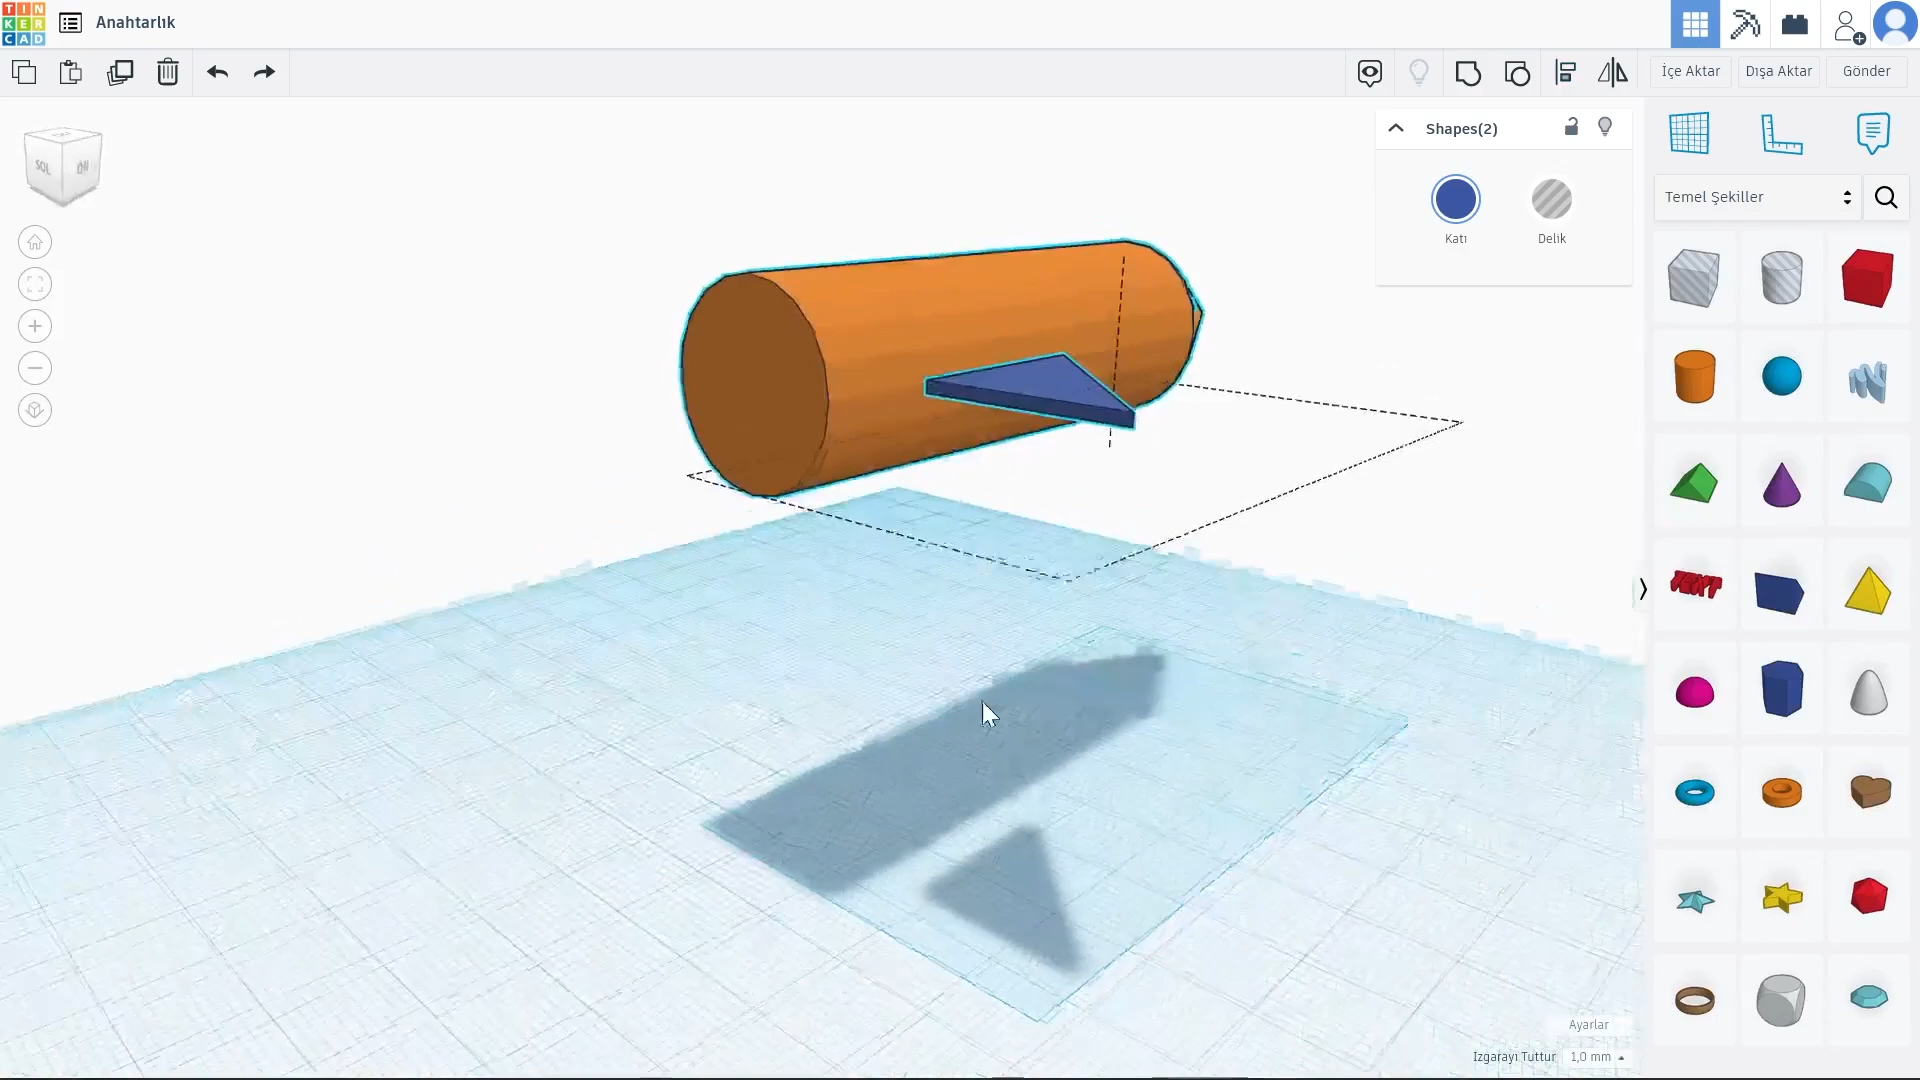 TIN
KER
CAD
Anahtarlık
İçe Aktar
Dışa Aktar
Gönder
SOL
ÖN
Shapes(2)
Katı
Delik
Temel Şekiller
TEXT
Ayarlar
Izgarayı Tuttur 1,0 mm